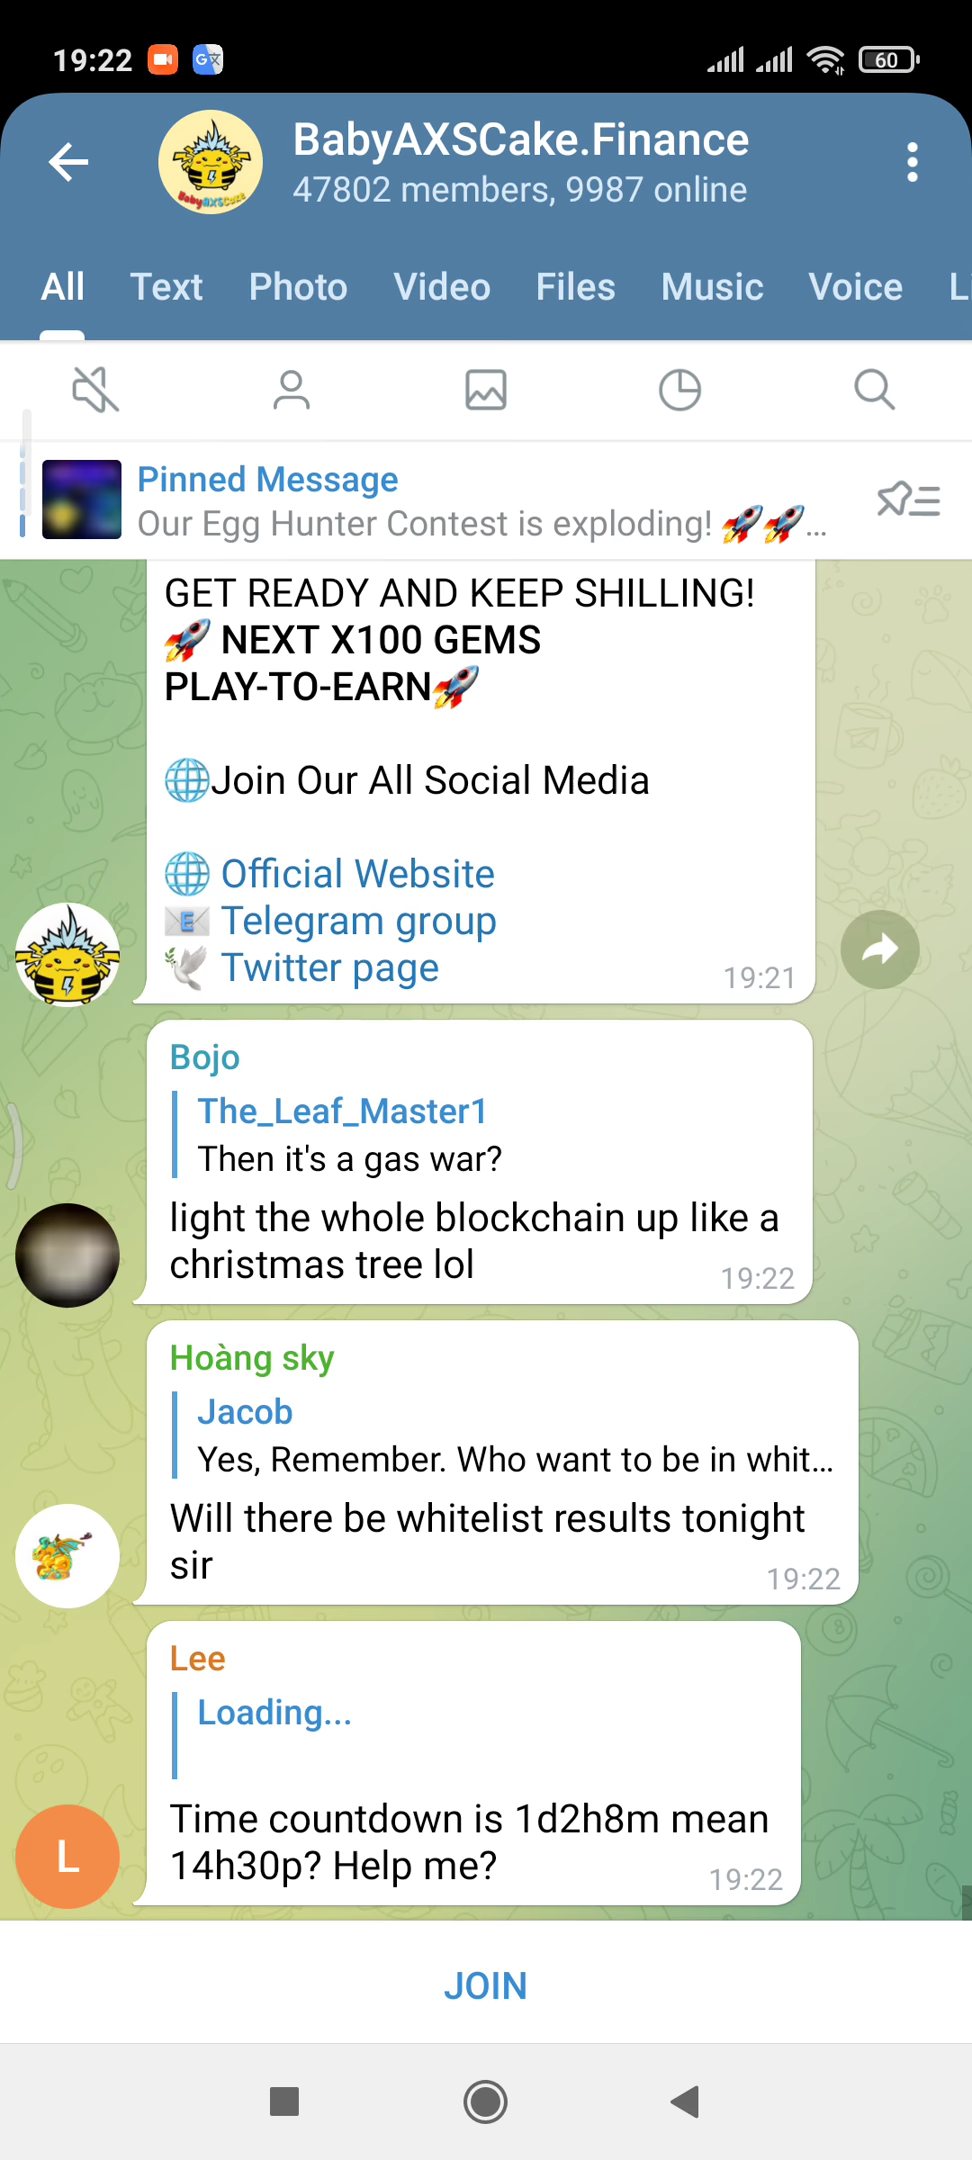 19:22
60
BabyAXSCake.Finance
47802 members, 9987 online
All Text Photo Video Files Music Voice L
Pinned Message
Our Egg Hunter Contest is exploding! 🚀🚀...
GET READY AND KEEP SHILLING!
🚀 NEXT X100 GEMS
PLAY-TO-EARN🚀
🌐Join Our All Social Media
🌐 Official Website
📧 Telegram group
🕊 Twitter page
19:21
Bojo
The_Leaf_Master1
Then it's a gas war?
light the whole blockchain up like a
christmas tree lol
19:22
Hoàng sky
Jacob
Yes, Remember. Who want to be in whit...
Will there be whitelist results tonight
sir
19:22
Lee
Loading...
Time countdown is 1d2h8m mean
14h30p? Help me?
19:22
L
JOIN